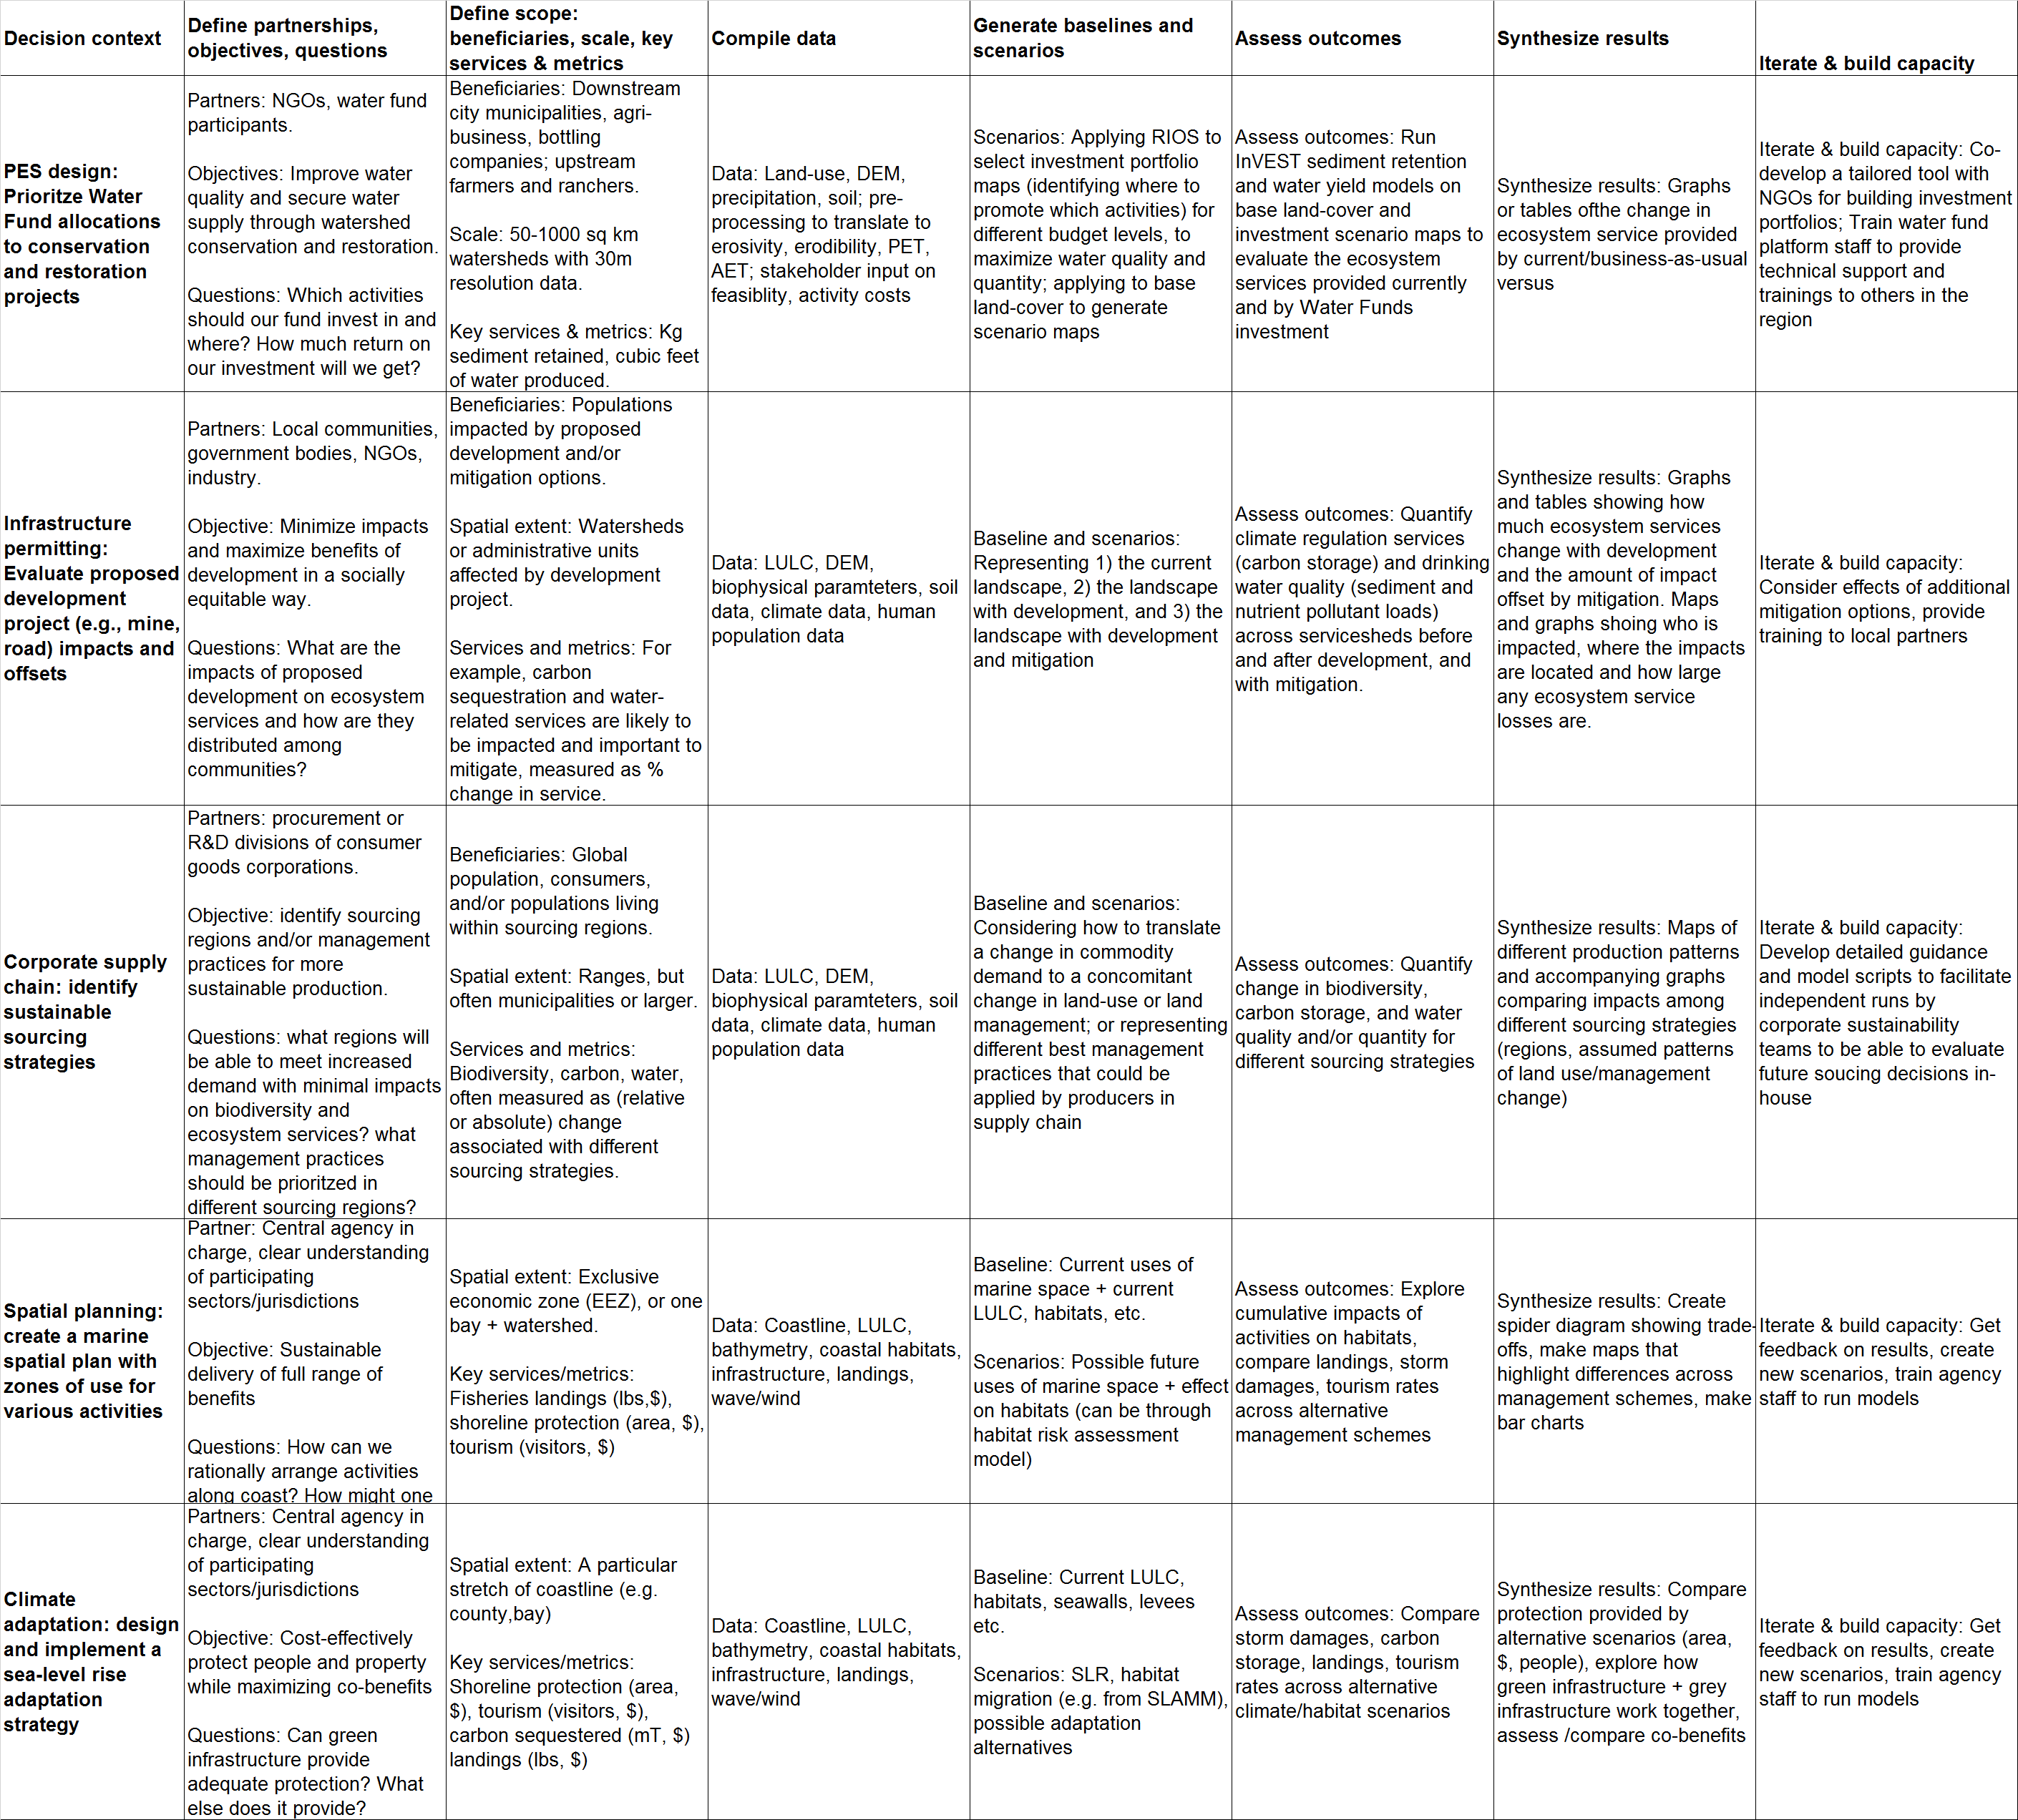 Decision context
Define partnerships,
objectives, questions
Define scope:
beneficiaries, scale, key
services & metrics
Compile data
Generate baselines and
scenarios
Assess outcomes
Synthesize results
Iterate & build capacity
PES design:
Prioritze Water
Fund allocations
to conservation
and restoration
projects
Partners: NGOs, water fund
participants.
Objectives: Improve water
quality and secure water
supply through watershed
conservation and restoration.
Questions: Which activities
should our fund invest in and
where? How much return on
our investment will we get?
Beneficiaries: Downstream
city municipalities, agri-
business, bottling
companies; upstream
farmers and ranchers.
Scale: 50-1000 sq km
watersheds with 30m
resolution data.
Key services & metrics: Kg
sediment retained, cubic feet
of water produced.
Data: Land-use, DEM,
precipitation, soil; pre-
processing to translate to
erosivity, erodibility, PET,
AET; stakeholder input on
feasiblity, activity costs
Scenarios: Applying RIOS to
select investment portfolio
maps (identifying where to
promote which activities) for
different budget levels, to
maximize water quality and
quantity; applying to base
land-cover to generate
scenario maps
Assess outcomes: Run
InVEST sediment retention
and water yield models on
base land-cover and
investment scenario maps to
evaluate the ecosystem
services provided currently
and by Water Funds
investment
Synthesize results: Graphs
or tables ofthe change in
ecosystem service provided
by current/business-as-usual
versus
Iterate & build capacity: Co-
develop a tailored tool with
NGOs for building investment
portfolios; Train water fund
platform staff to provide
technical support and
trainings to others in the
region
Infrastructure
permitting:
Evaluate proposed
development
project (e.g., mine,
road) impacts and
offsets
Partners: Local communities,
government bodies, NGOs,
industry.
Objective: Minimize impacts
and maximize benefits of
development in a socially
equitable way.
Questions: What are the
impacts of proposed
development on ecosystem
services and how are they
distributed among
communities?
Beneficiaries: Populations
impacted by proposed
development and/or
mitigation options.
Spatial extent: Watersheds
or administrative units
affected by development
project.
Services and metrics: For
example, carbon
sequestration and water-
related services are likely to
be impacted and important to
mitigate, measured as %
change in service.
Data: LULC, DEM,
biophysical paramteters, soil
data, climate data, human
population data
Baseline and scenarios:
Representing 1) the current
landscape, 2) the landscape
with development, and 3) the
landscape with development
and mitigation
Assess outcomes: Quantify
climate regulation services
(carbon storage) and drinking
water quality (sediment and
nutrient pollutant loads)
across servicesheds before
and after development, and
with mitigation.
Synthesize results: Graphs
and tables showing how
much ecosystem services
change with development
and the amount of impact
offset by mitigation. Maps
and graphs shoing who is
impacted, where the impacts
are located and how large
any ecosystem service
losses are.
Iterate & build capacity:
Consider effects of additional
mitigation options, provide
training to local partners
Corporate supply
chain: identify
sustainable
sourcing
strategies
Partners: procurement or
R&D divisions of consumer
goods corporations.
Objective: identify sourcing
regions and/or management
practices for more
sustainable production.
Questions: what regions will
be able to meet increased
demand with minimal impacts
on biodiversity and
ecosystem services? what
management practices
should be prioritzed in
different sourcing regions?
Beneficiaries: Global
population, consumers,
and/or populations living
within sourcing regions.
Spatial extent: Ranges, but
often municipalities or larger.
Services and metrics:
Biodiversity, carbon, water,
often measured as (relative
or absolute) change
associated with different
sourcing strategies.
Data: LULC, DEM,
biophysical paramteters, soil
data, climate data, human
population data
Baseline and scenarios:
Considering how to translate
a change in commodity
demand to a concomitant
change in land-use or land
management; or representing
different best management
practices that could be
applied by producers in
supply chain
Assess outcomes: Quantify
change in biodiversity,
carbon storage, and water
quality and/or quantity for
different sourcing strategies
Synthesize results: Maps of
different production patterns
and accompanying graphs
comparing impacts among
different sourcing strategies
(regions, assumed patterns
of land use/management
change)
Iterate & build capacity:
Develop detailed guidance
and model scripts to facilitate
independent runs by
corporate sustainability
teams to be able to evaluate
future soucing decisions in-
house
Spatial planning:
create a marine
spatial plan with
zones of use for
various activities
Partner: Central agency in
charge, clear understanding
of participating
sectors/jurisdictions
Objective: Sustainable
delivery of full range of
benefits
Questions: How can we
rationally arrange activities
along coast? How might one
Spatial extent: Exclusive
economic zone (EEZ), or one
bay + watershed.
Key services/metrics:
Fisheries landings (lbs,$),
shoreline protection (area, $),
tourism (visitors, $)
Data: Coastline, LULC,
bathymetry, coastal habitats,
infrastructure, landings,
wave/wind
Baseline: Current uses of
marine space + current
LULC, habitats, etc.
Scenarios: Possible future
uses of marine space + effect
on habitats (can be through
habitat risk assessment
model)
Assess outcomes: Explore
cumulative impacts of
activities on habitats,
compare landings, storm
damages, tourism rates
across alternative
management schemes
Synthesize results: Create
spider diagram showing trade-
offs, make maps that
highlight differences across
management schemes, make
bar charts
Iterate & build capacity: Get
feedback on results, create
new scenarios, train agency
staff to run models
Climate
adaptation: design
and implement a
sea-level rise
adaptation
strategy
Partners: Central agency in
charge, clear understanding
of participating
sectors/jurisdictions
Objective: Cost-effectively
protect people and property
while maximizing co-benefits
Questions: Can green
infrastructure provide
adequate protection? What
else does it provide?
Spatial extent: A particular
stretch of coastline (e.g.
county,bay)
Key services/metrics:
Shoreline protection (area,
$), tourism (visitors, $),
carbon sequestered (mT, $)
landings (lbs, $)
Data: Coastline, LULC,
bathymetry, coastal habitats,
infrastructure, landings,
wave/wind
Baseline: Current LULC,
habitats, seawalls, levees
etc.
Scenarios: SLR, habitat
migration (e.g. from SLAMM),
possible adaptation
alternatives
Assess outcomes: Compare
storm damages, carbon
storage, landings, tourism
rates across alternative
climate/habitat scenarios
Synthesize results: Compare
protection provided by
alternative scenarios (area,
$, people), explore how
green infrastructure + grey
infrastructure work together,
assess /compare co-benefits
Iterate & build capacity: Get
feedback on results, create
new scenarios, train agency
staff to run models